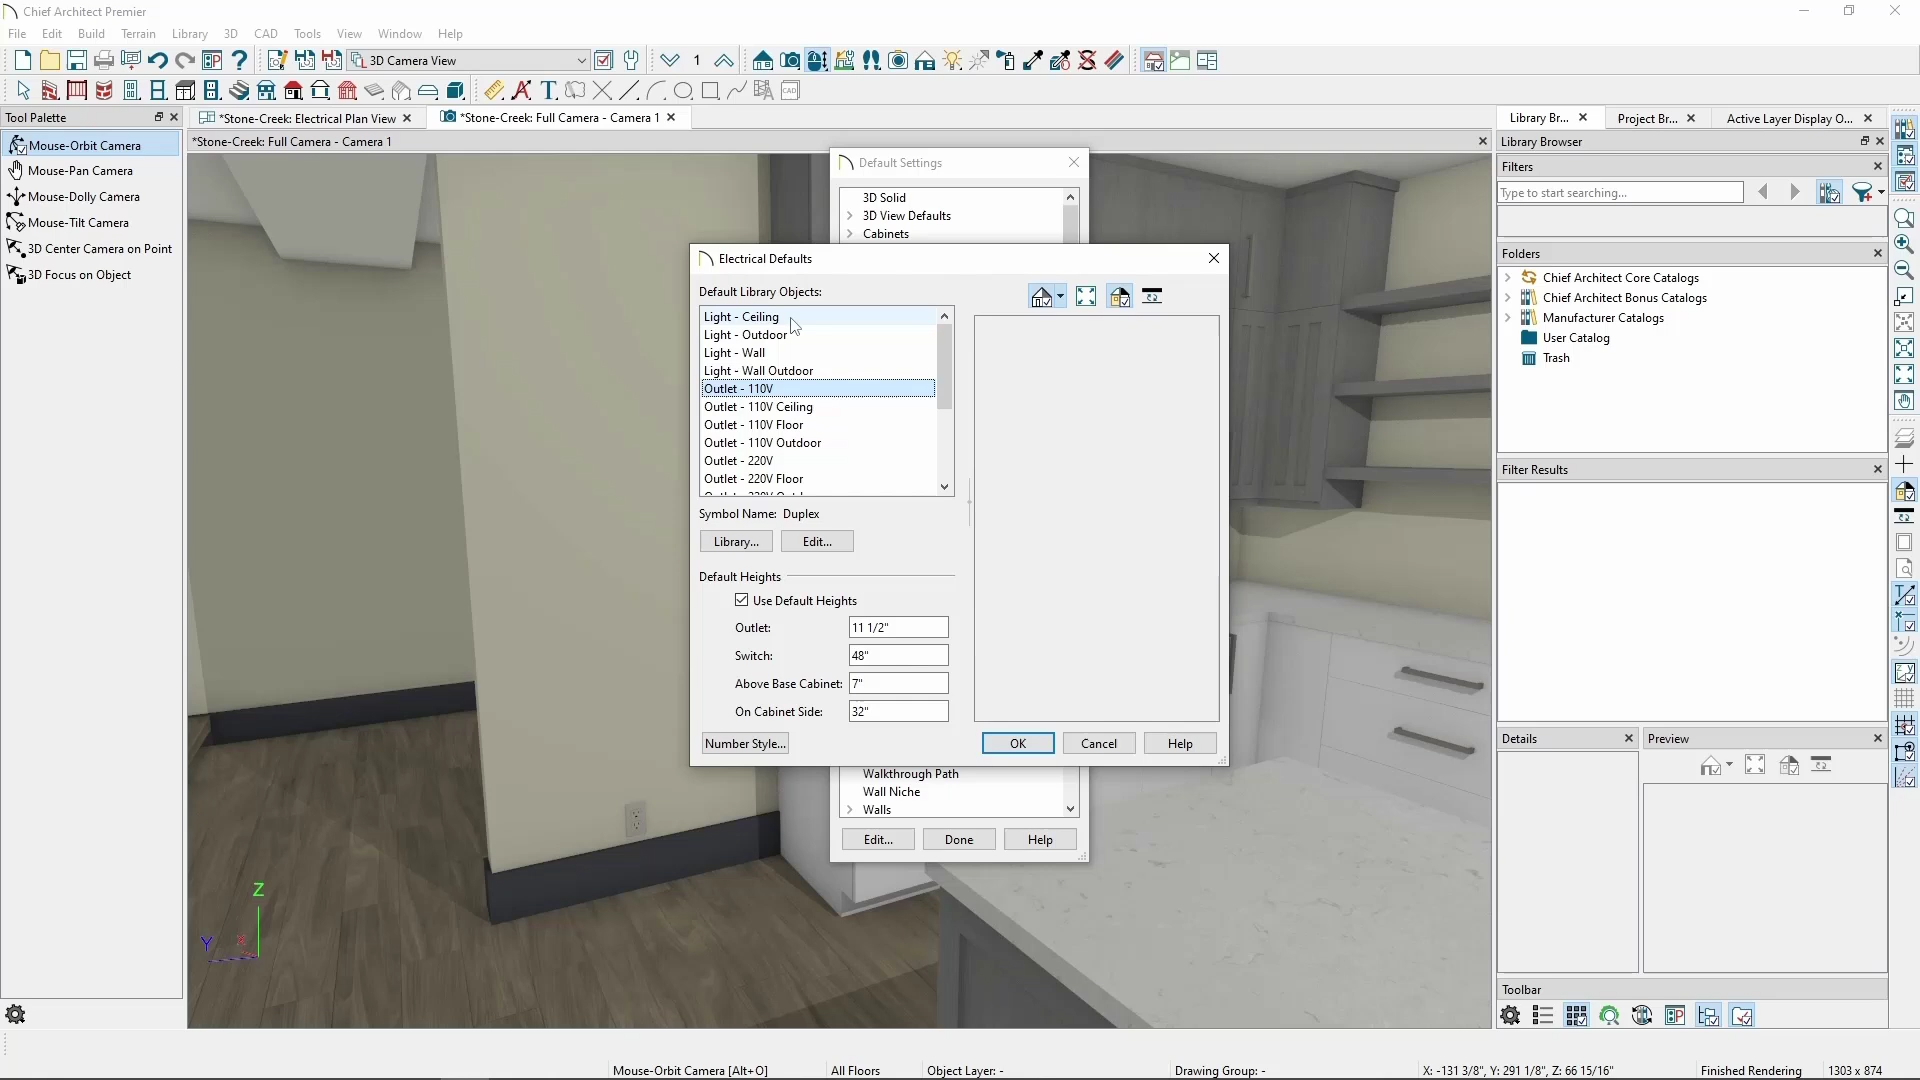 Chief Architect Premier
File Edit Build Terrain Library 3D CAD Tools View Window Help
3D Camera View
1
Tool Palette
*Stone-Creek: Electrical Plan View
*Stone-Creek: Full Camera - Camera 1
*Stone-Creek: Full Camera - Camera 1
Mouse-Orbit Camera
Mouse-Pan Camera
Mouse-Dolly Camera
Mouse-Tilt Camera
3D Center Camera on Point
3D Focus on Object
Default Settings
3D Solid
3D View Defaults
Cabinets
Electrical Defaults
Default Library Objects:
Light - Ceiling
Light - Outdoor
Light - Wall
Light - Wall Outdoor
Outlet - 110V
Outlet - 110V Ceiling
Outlet - 110V Floor
Outlet - 110V Outdoor
Outlet - 220V
Outlet - 220V Floor
Symbol Name: Duplex
Library... Edit...
Default Heights
Use Default Heights
Outlet: 11 1/2"
Switch: 48"
Above Base Cabinet: 7"
On Cabinet Side: 32"
Number Style... OK Cancel Help
Walkthrough Path
Wall Niche
Walls
Edit... Done Help
Z
Y X
Library Br... Project Br... Active Layer Display O...
Library Browser
Filters
Type to start searching...
Folders
Chief Architect Core Catalogs
Chief Architect Bonus Catalogs
Manufacturer Catalogs
User Catalog
Trash
Filter Results
Details Preview
Toolbar
Mouse-Orbit Camera [Alt+O] All Floors Object Layer: - Drawing Group: - X: -131 3/8", Y: 291 1/8", Z: 66 15/16" Finished Rendering 1303 x 874